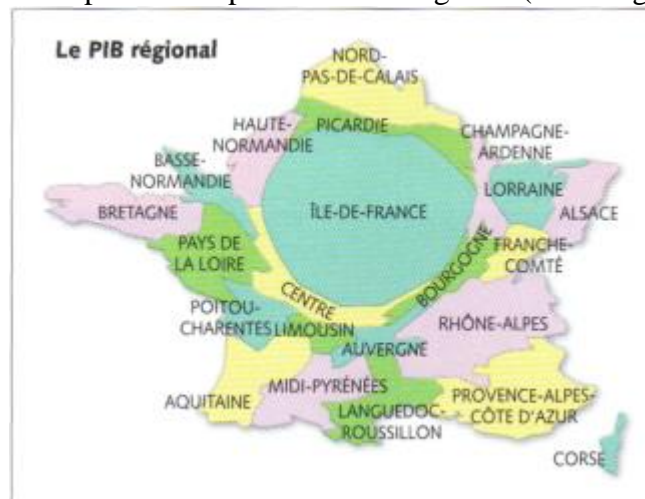 Le PIB régional
NORD-
PAS-DE-CALAIS
HAUTE-
NORMANDIE
PICARDIE
CHAMPAGNE-
ARDENNE
BASSE-
NORMANDIE
LORRAINE
BRETAGNE
ÎLE-DE-FRANCE
ALSACE
PAYS DE
LA LOIRE
BOURGOGNE
FRANCHE-
COMTÉ
CENTRE
POITOU-
CHARENTES
LIMOUSIN
RHÔNE-ALPES
AUVERGNE
MIDI-PYRÉNÉES
AQUITAINE
LANGUEDOC-
ROUSSILLON
PROVENCE-ALPES-
CÔTE D'AZUR
CORSE